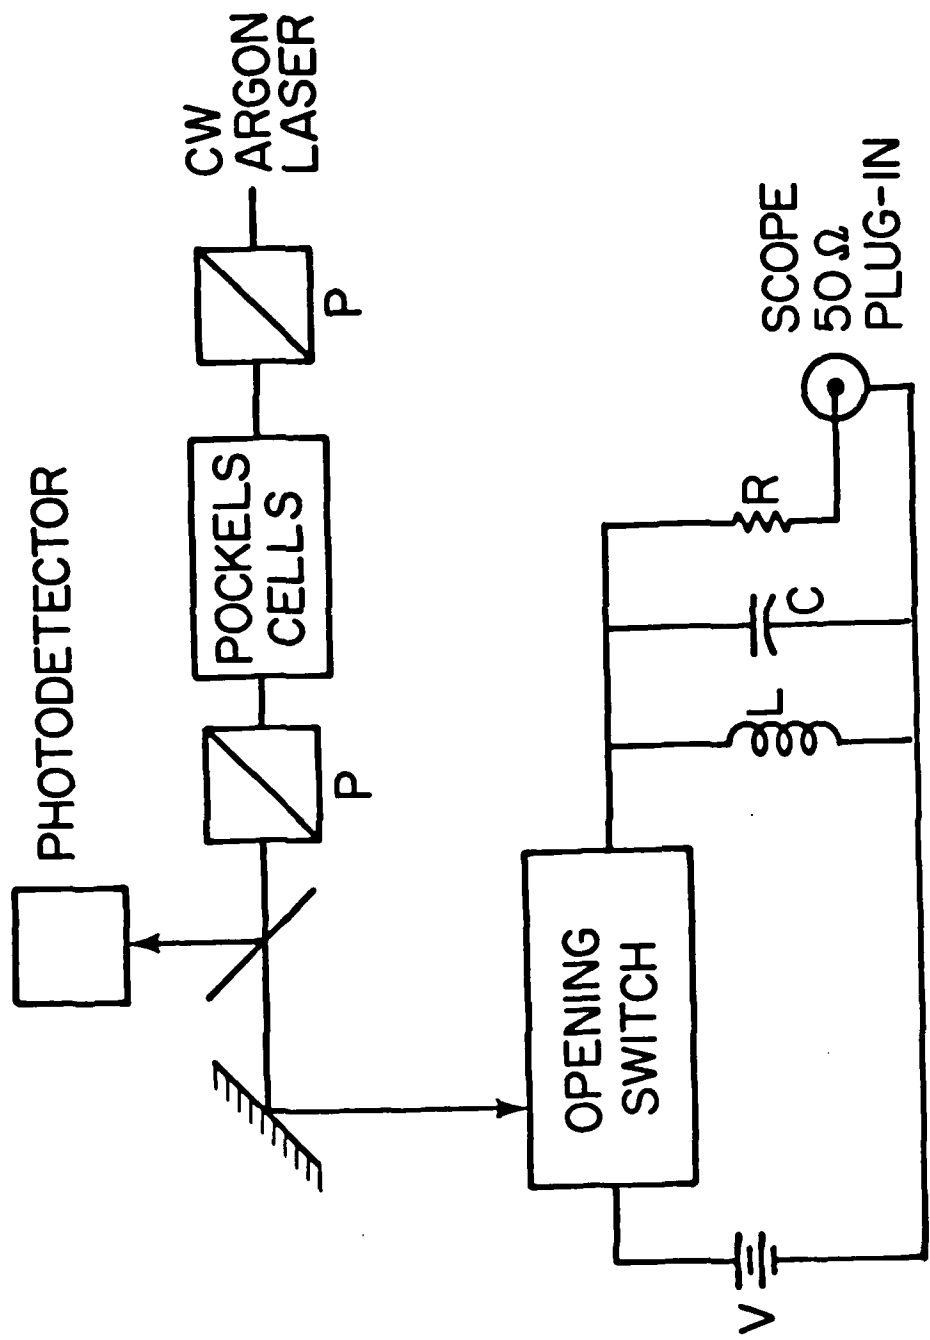 PHOTODETECTOR
CW
ARGON
LASER
POCKELS
CELLS
P
P
OPENING
SWITCH
V
L
C
R
SCOPE
50 Ω
PLUG-IN